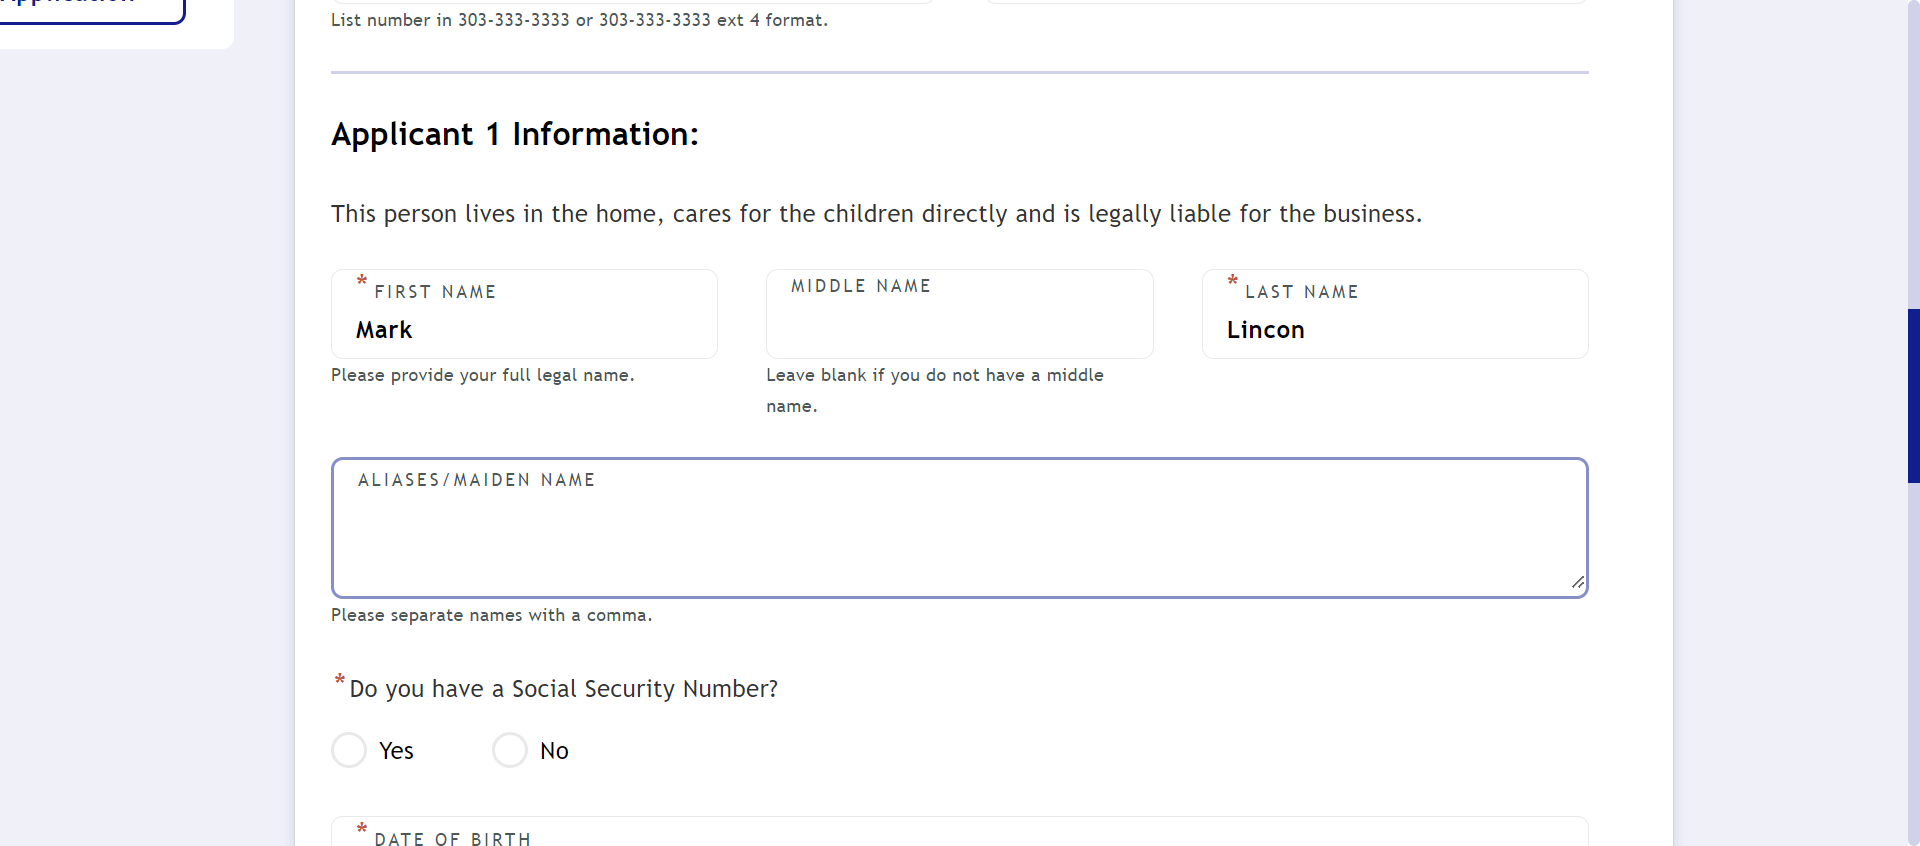 Application
List number in 303-333-3333 or 303-333-3333 ext 4 format.
Applicant 1 Information:
This person lives in the home, cares for the children directly and is legally liable for the business.
* FIRST NAME
Mark
Please provide your full legal name.
MIDDLE NAME
Leave blank if you do not have a middle
name.
* LAST NAME
Lincon
ALIASES/MAIDEN NAME
Please separate names with a comma.
* Do you have a Social Security Number?
Yes No
* DATE OF BIRTH